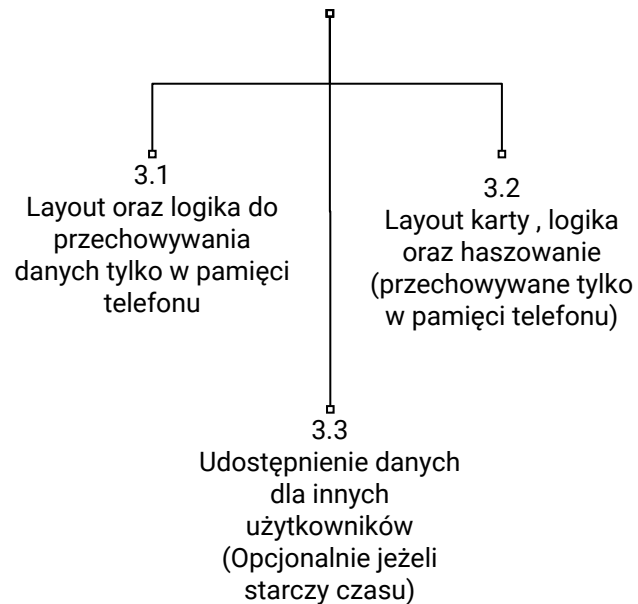 3.1
Layout oraz logika do
przechowywania
danych tylko w pamięci
telefonu
3.2
Layout karty , logika
oraz haszowanie
(przechowywane tylko
w pamięci telefonu)
3.3
Udostępnienie danych
dla innych
użytkowników
(Opcjonalnie jeżeli
starczy czasu)